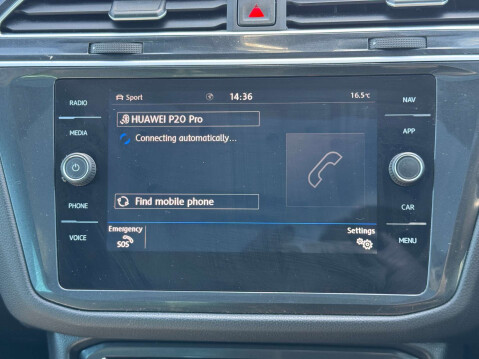 RADIO
MEDIA
PHONE
VOICE
Sport
14:36
16.5°C
HUAWEI P20 Pro
Connecting automatically...
Find mobile phone
Emergency
SOS
Settings
NAV
APP
CAR
MENU